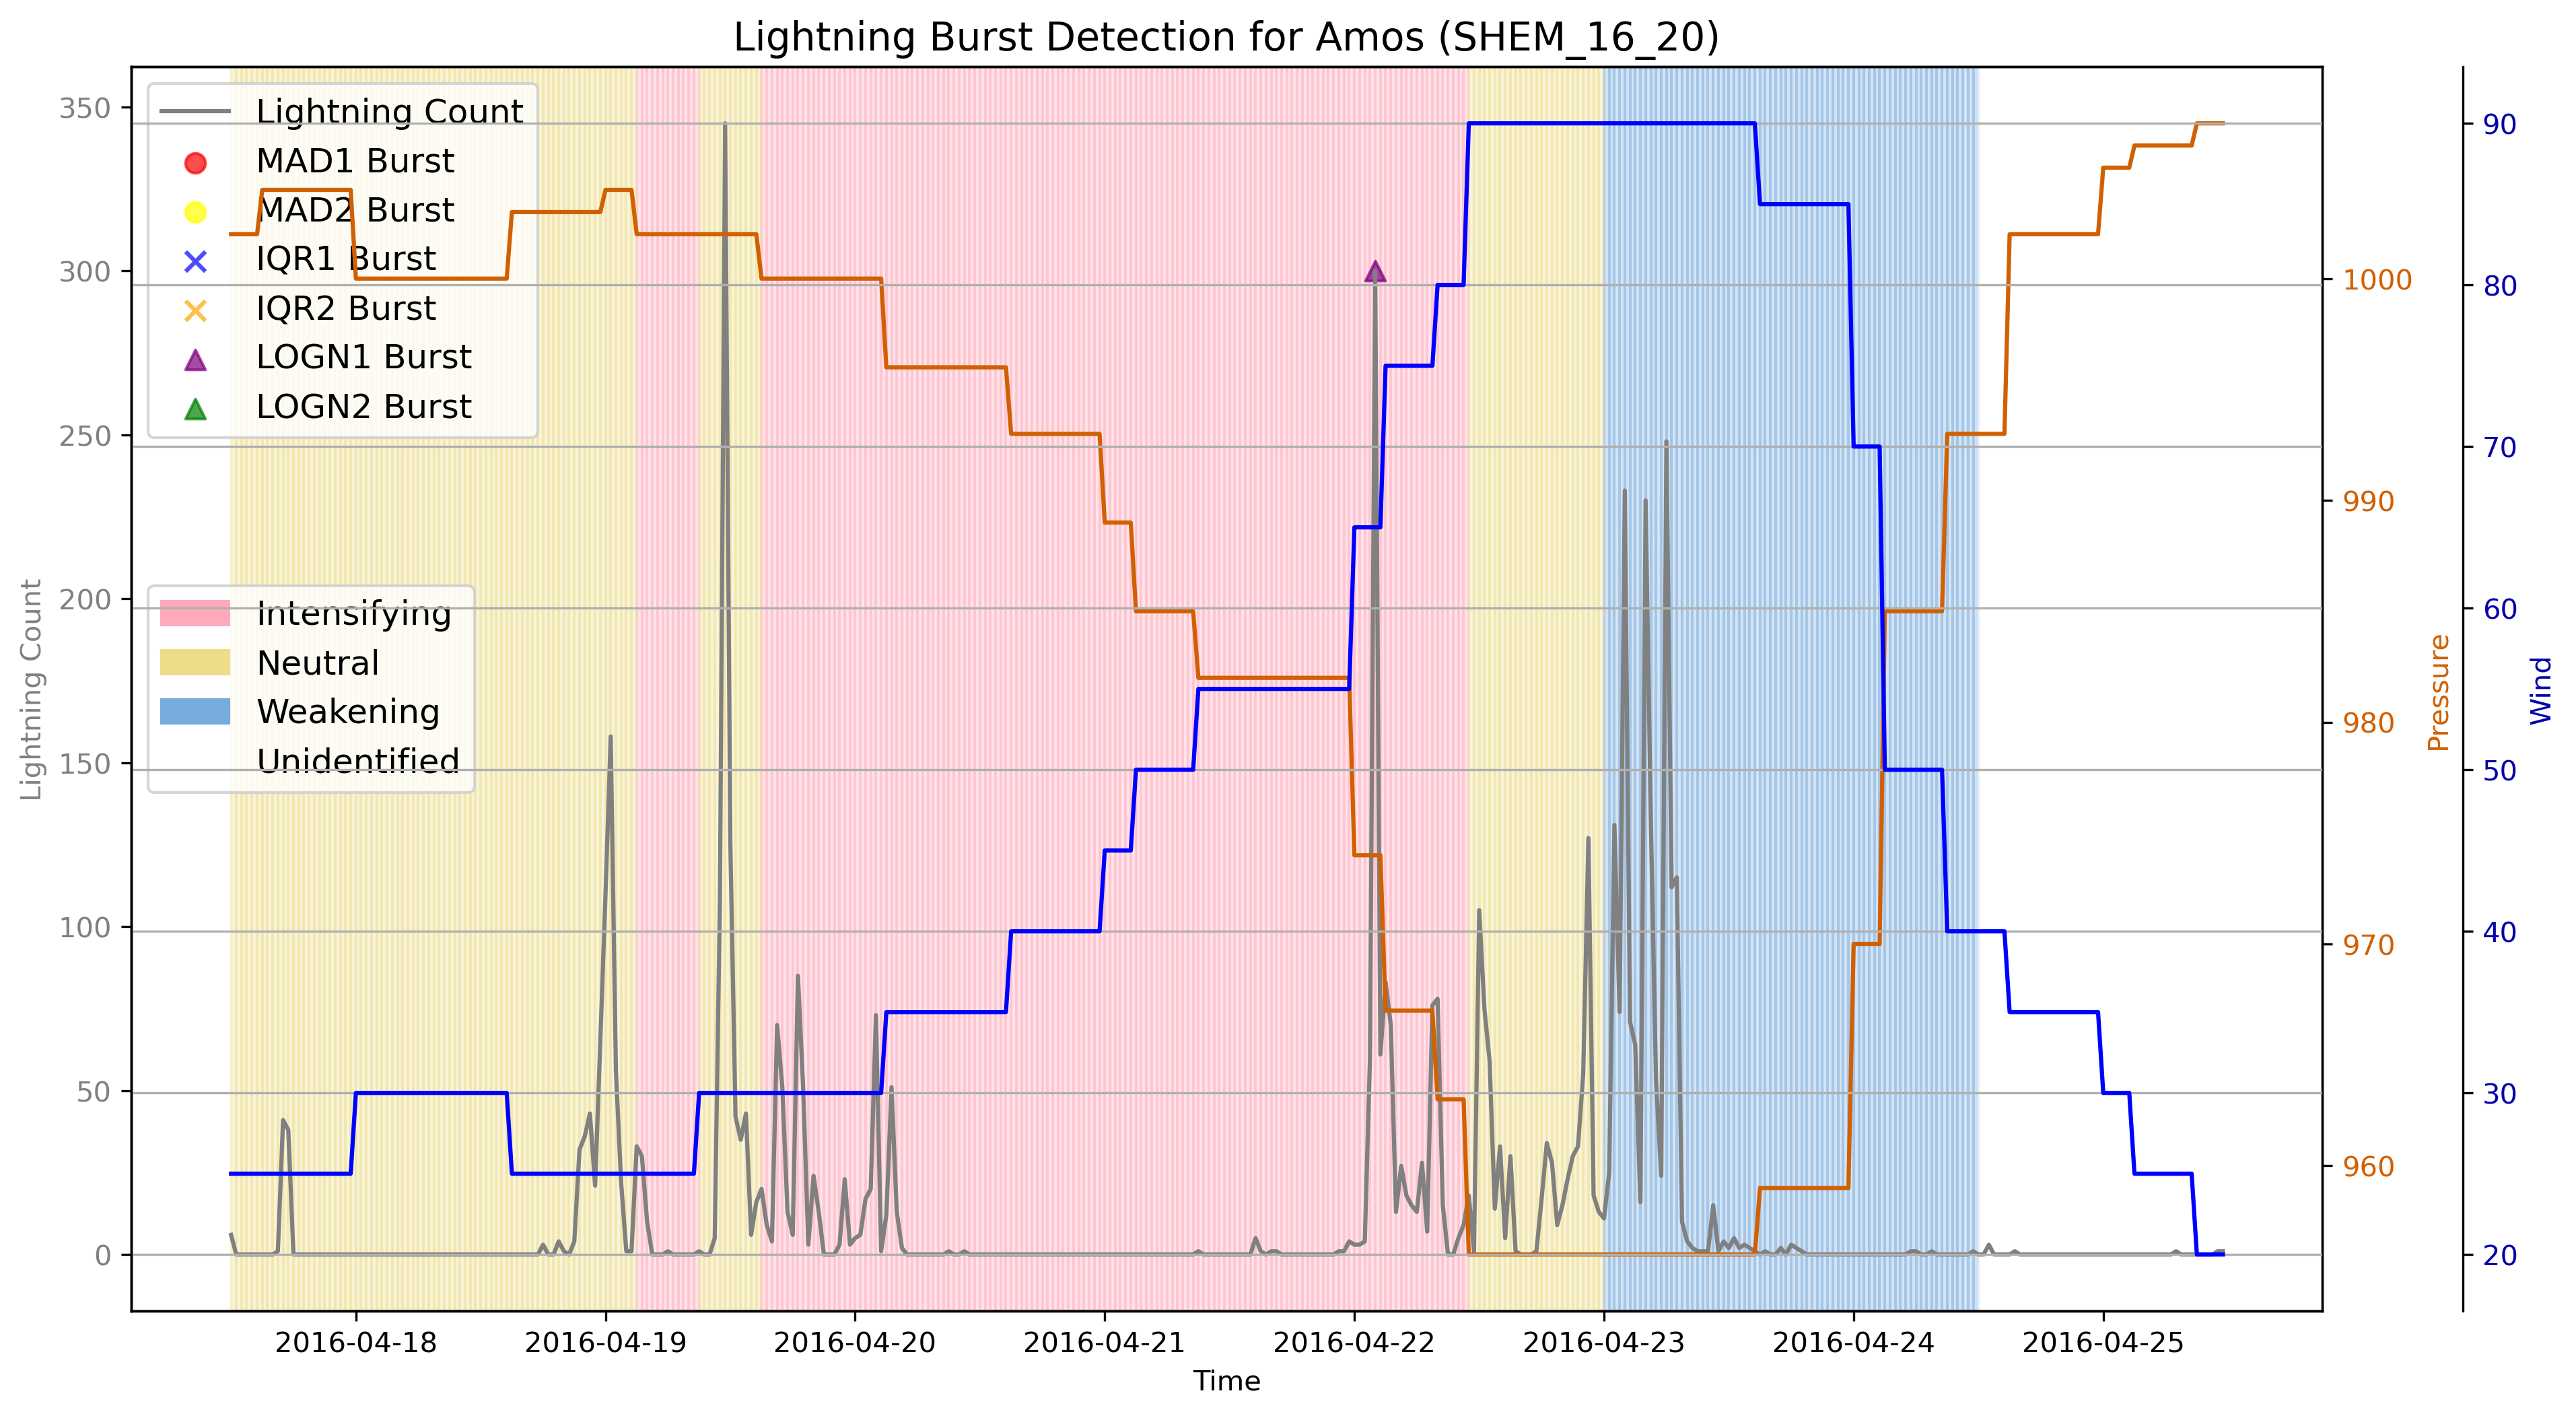 Lightning Burst Detection for Amos (SHEM_16_20)
Lightning Count
MAD1 Burst
MAD2 Burst
IQR1 Burst
IQR2 Burst
LOGN1 Burst
LOGN2 Burst
Intensifying
Neutral
Weakening
Unidentified
350
300
250
200
150
100
50
0
Lightning Count
1000
990
980
970
960
Pressure
90
80
70
60
50
40
30
20
Wind
2016-04-18
2016-04-19
2016-04-20
2016-04-21
2016-04-22
2016-04-23
2016-04-24
2016-04-25
Time